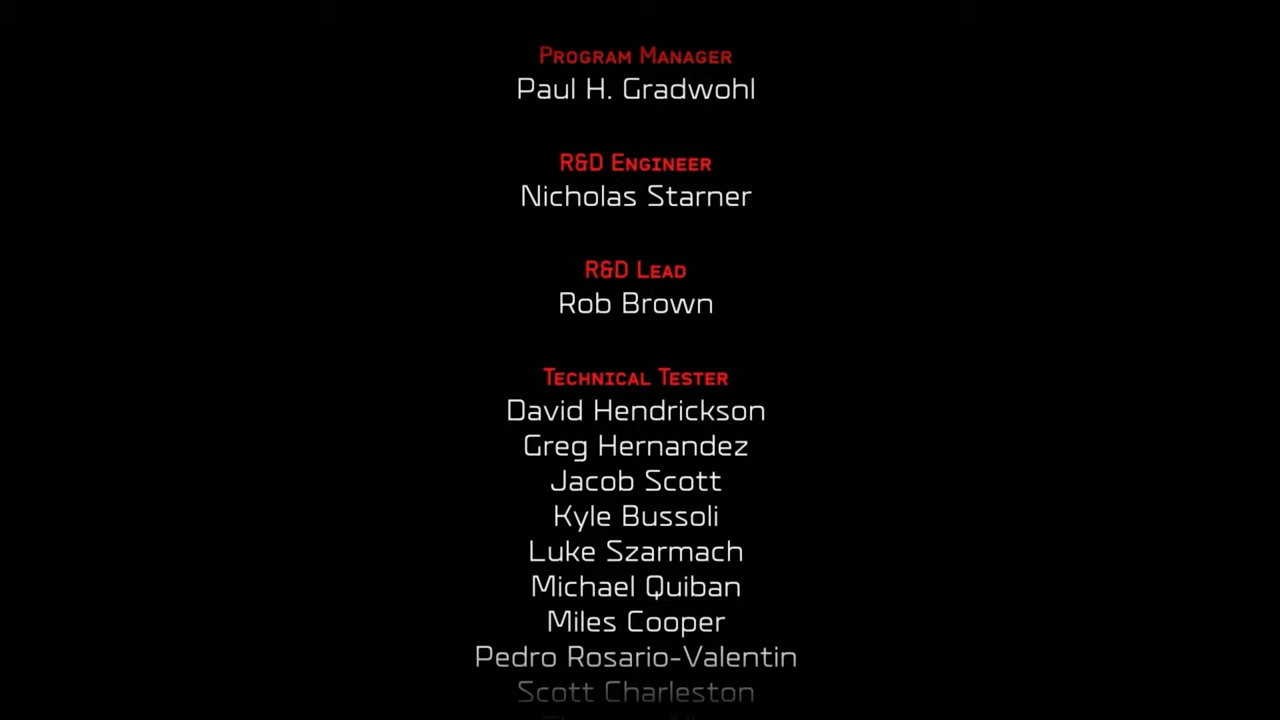 Program Manager
Paul H. Gradwohl
R&D Engineer
Nicholas Starner
R&D Lead
Rob Brown
Technical Tester
David Hendrickson
Greg Hernandez
Jacob Scott
Kyle Bussoli
Luke Szarmach
Michael Quiban
Miles Cooper
Pedro Rosario-Valentin
Scott Charleston